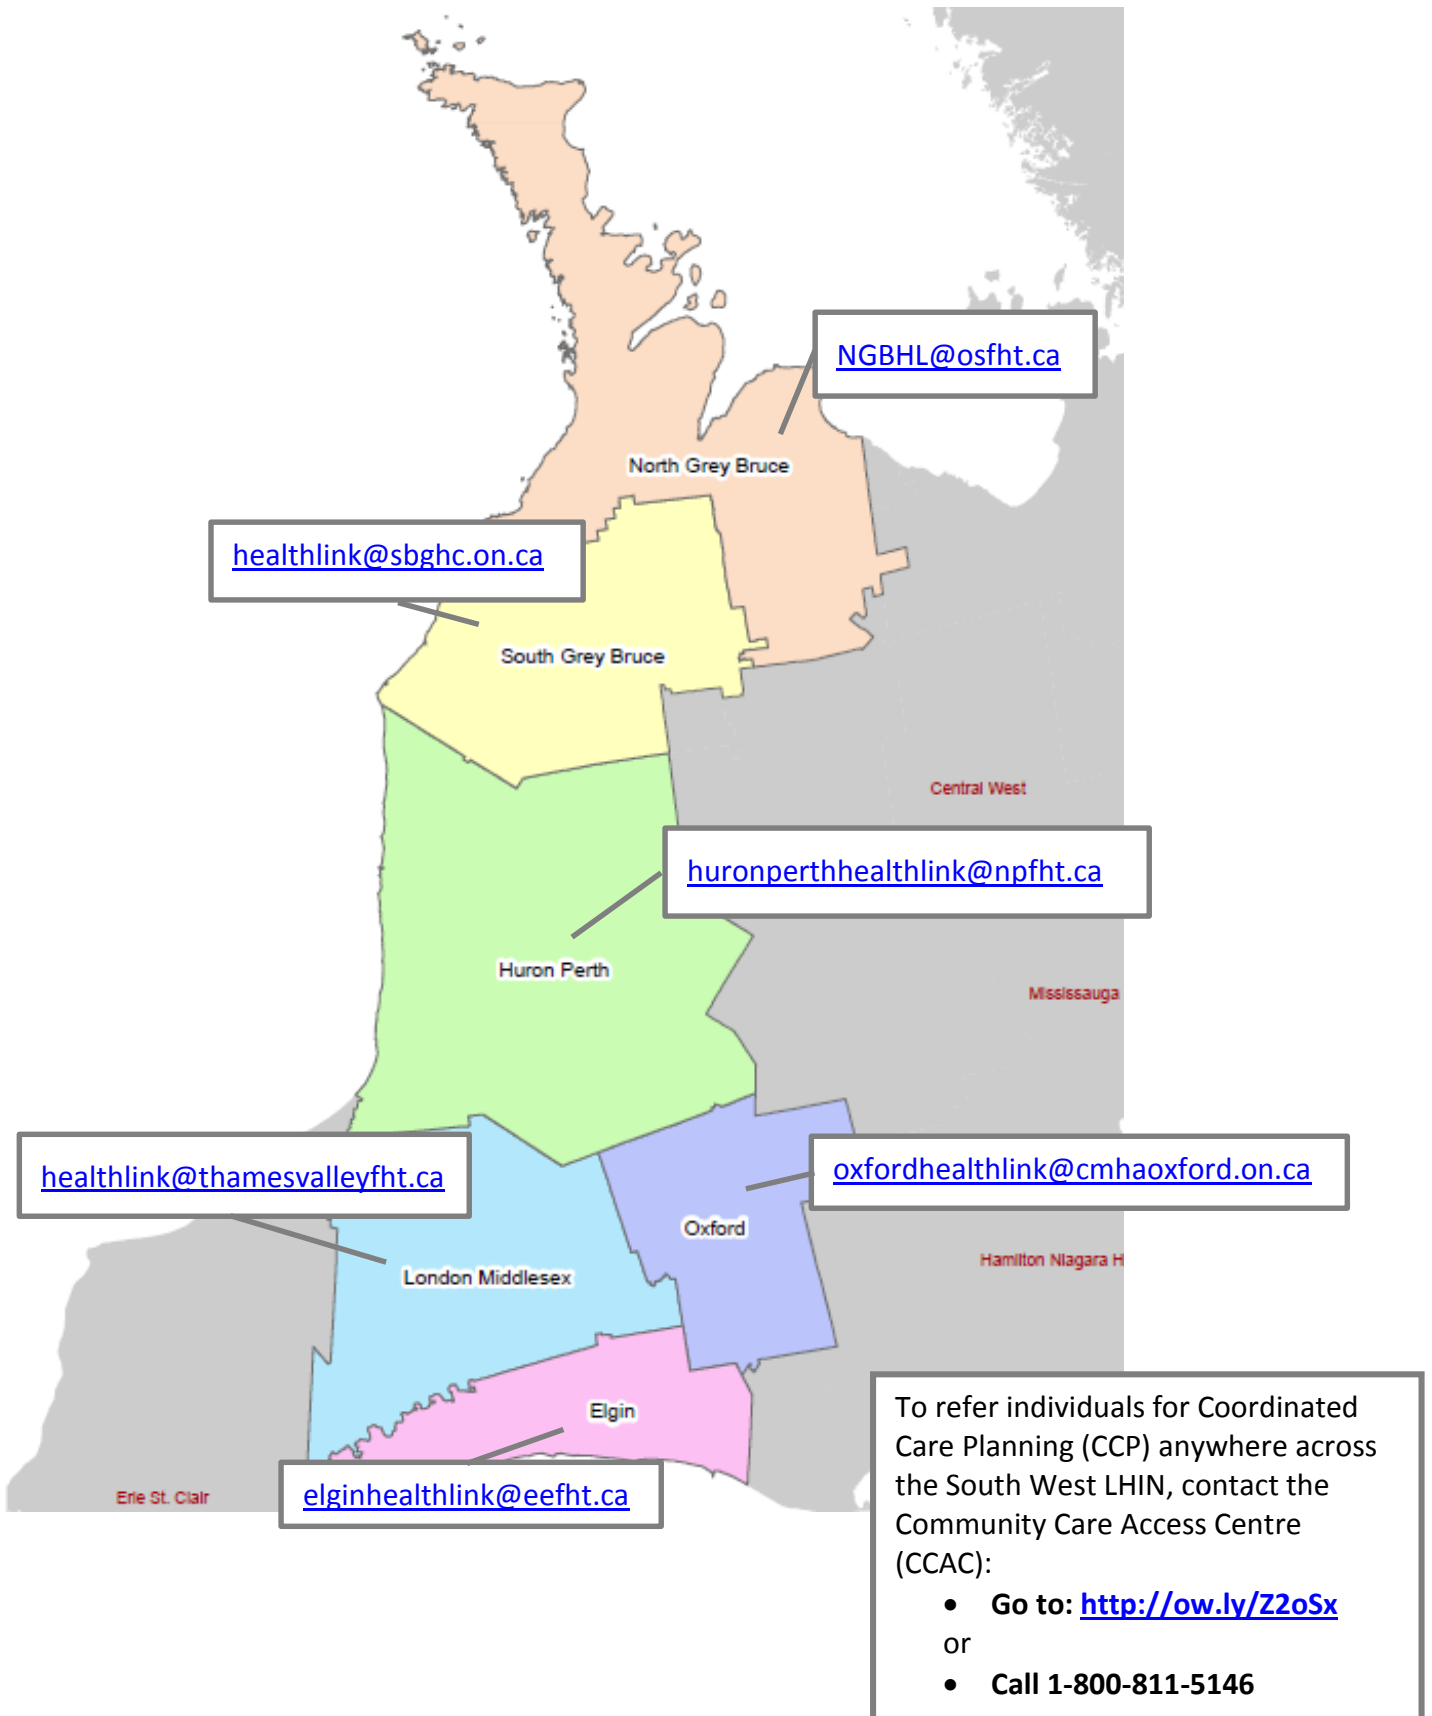 NGBHL@osfht.ca
North Grey Bruce
healthlink@sbghc.on.ca
South Grey Bruce
Central West
huronperthhealthlink@npfht.ca
Huron Perth
Mississauga
healthlink@thamesvalleyfht.ca
oxfordhealthlink@cmhaoxford.on.ca
Oxford
Hamilton Niagara H
London Middlesex
Elgin
Erie St. Clair
elginhealthlink@eefht.ca
To refer individuals for Coordinated
Care Planning (CCP) anywhere across
the South West LHIN, contact the
Community Care Access Centre
(CCAC):
• Go to: http://ow.ly/Z2oSx
or
• Call 1-800-811-5146